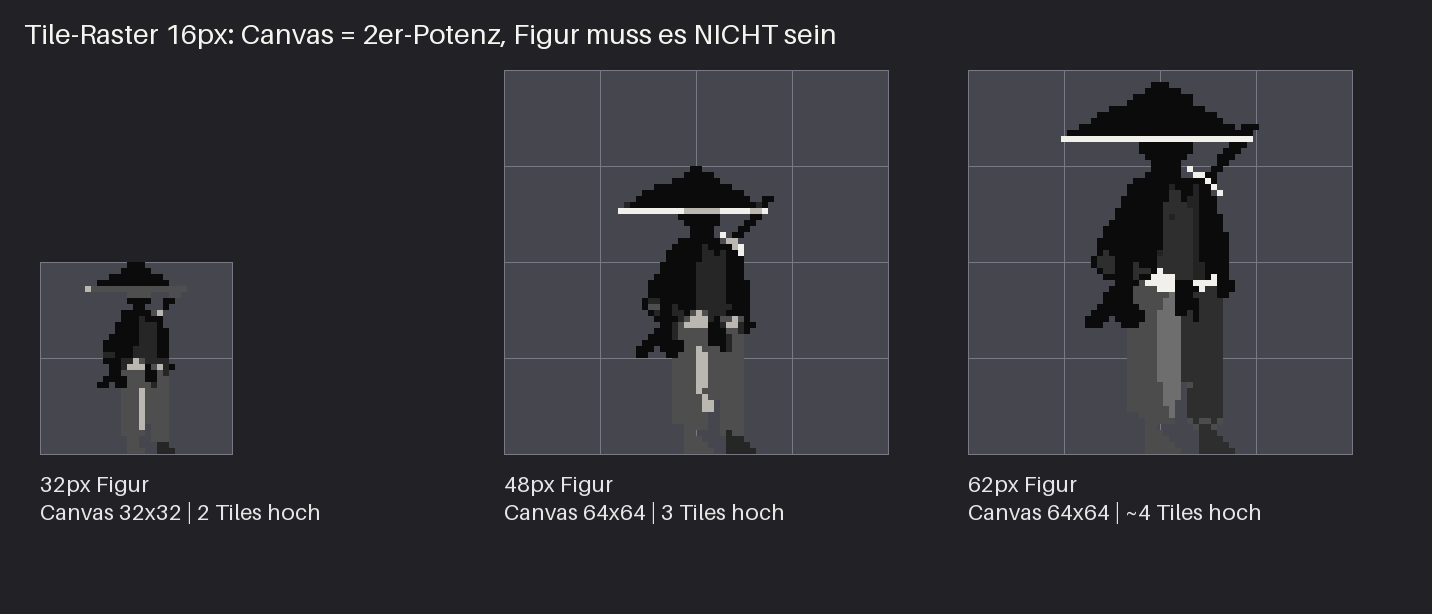 Tile-Raster 16px: Canvas = 2er-Potenz, Figur muss es NICHT sein
32px Figur
Canvas 32x32 | 2 Tiles hoch
48px Figur
Canvas 64x64 | 3 Tiles hoch
62px Figur
Canvas 64x64 | ~4 Tiles hoch